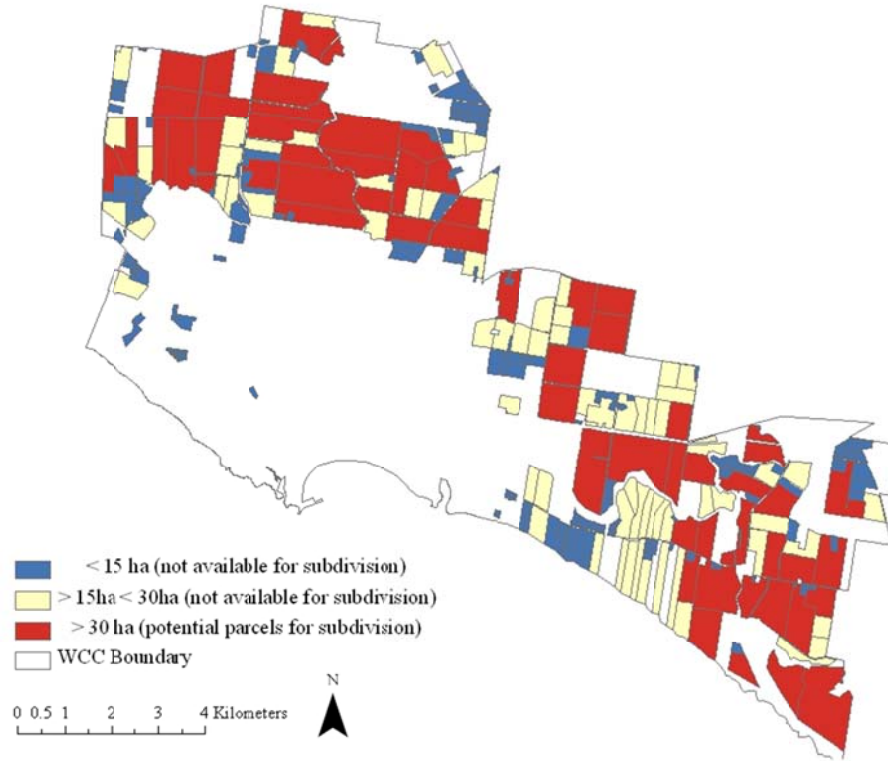 < 15 ha (not available for subdivision)
> 15ha < 30ha (not available for subdivision)
> 30 ha (potential parcels for subdivision)
WCC Boundary
N
0 0.5 1 2 3 4 Kilometers